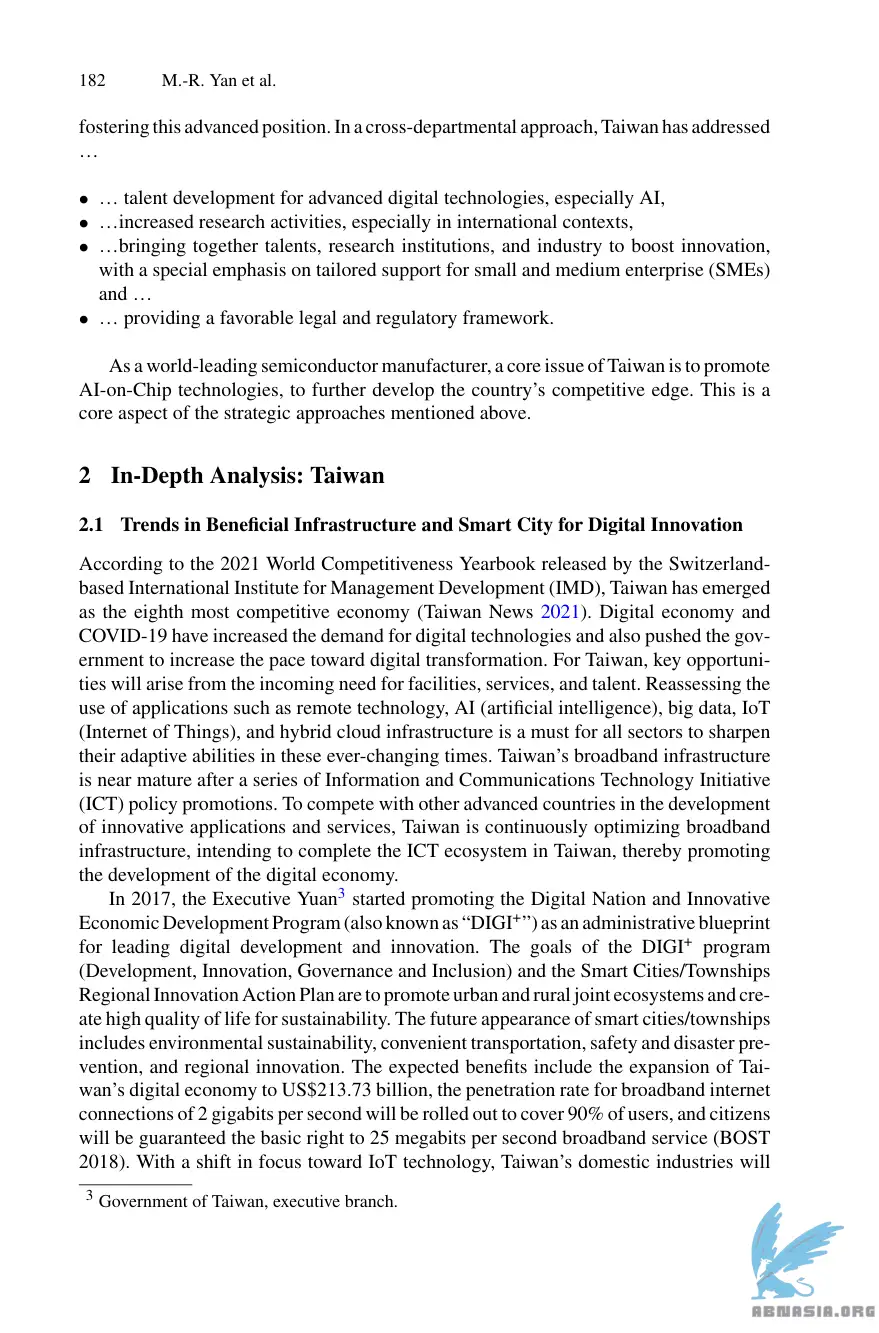 182 M.-R. Yan et al.
fostering this advanced position. In a cross-departmental approach, Taiwan has addressed
…
• … talent development for advanced digital technologies, especially AI,
• …increased research activities, especially in international contexts,
• …bringing together talents, research institutions, and industry to boost innovation,
with a special emphasis on tailored support for small and medium enterprise (SMEs)
and …
• … providing a favorable legal and regulatory framework.
As a world-leading semiconductor manufacturer, a core issue of Taiwan is to promote
AI-on-Chip technologies, to further develop the country's competitive edge. This is a
core aspect of the strategic approaches mentioned above.
2 In-Depth Analysis: Taiwan
2.1 Trends in Beneficial Infrastructure and Smart City for Digital Innovation
According to the 2021 World Competitiveness Yearbook released by the Switzerland-
based International Institute for Management Development (IMD), Taiwan has emerged
as the eighth most competitive economy (Taiwan News 2021). Digital economy and
COVID-19 have increased the demand for digital technologies and also pushed the gov-
ernment to increase the pace toward digital transformation. For Taiwan, key opportuni-
ties will arise from the incoming need for facilities, services, and talent. Reassessing the
use of applications such as remote technology, AI (artificial intelligence), big data, IoT
(Internet of Things), and hybrid cloud infrastructure is a must for all sectors to sharpen
their adaptive abilities in these ever-changing times. Taiwan's broadband infrastructure
is near mature after a series of Information and Communications Technology Initiative
(ICT) policy promotions. To compete with other advanced countries in the development
of innovative applications and services, Taiwan is continuously optimizing broadband
infrastructure, intending to complete the ICT ecosystem in Taiwan, thereby promoting
the development of the digital economy.
In 2017, the Executive Yuan3 started promoting the Digital Nation and Innovative
Economic Development Program (also known as “DIGI+”) as an administrative blueprint
for leading digital development and innovation. The goals of the DIGI+ program
(Development, Innovation, Governance and Inclusion) and the Smart Cities/Townships
Regional Innovation Action Plan are to promote urban and rural joint ecosystems and cre-
ate high quality of life for sustainability. The future appearance of smart cities/townships
includes environmental sustainability, convenient transportation, safety and disaster pre-
vention, and regional innovation. The expected benefits include the expansion of Tai-
wan's digital economy to US$213.73 billion, the penetration rate for broadband internet
connections of 2 gigabits per second will be rolled out to cover 90% of users, and citizens
will be guaranteed the basic right to 25 megabits per second broadband service (BOST
2018). With a shift in focus toward IoT technology, Taiwan's domestic industries will
3 Government of Taiwan, executive branch.
ABNASIA.ORG